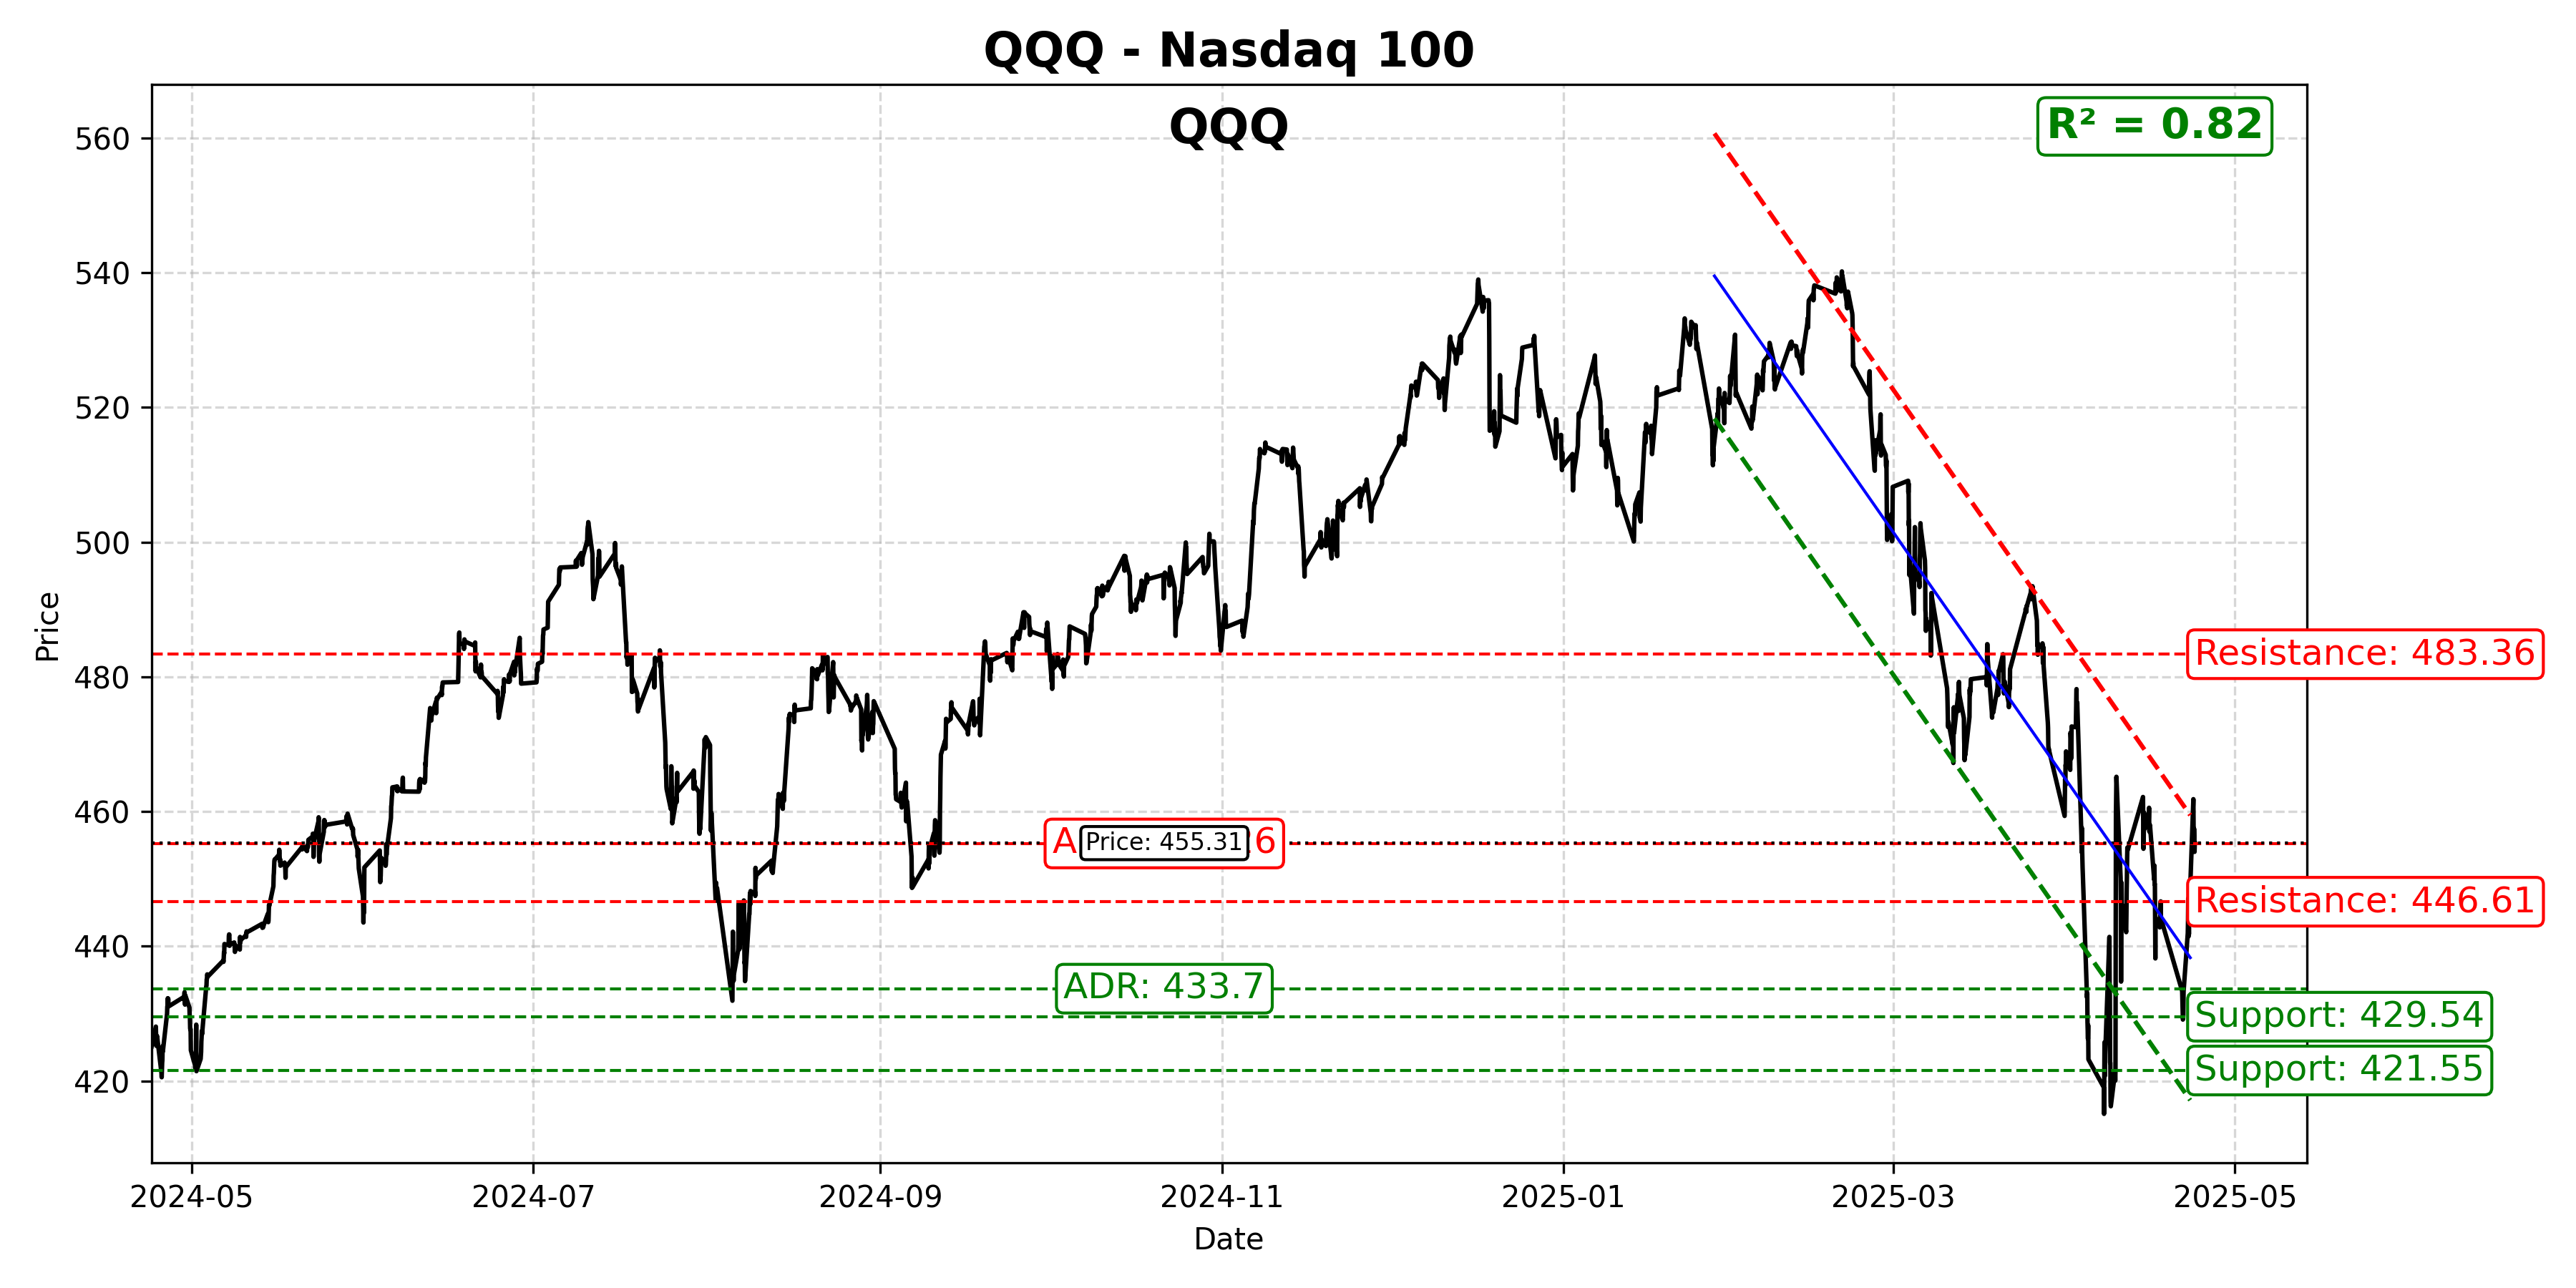 QQQ - Nasdaq 100
QQQ
R² = 0.82
560
540
520
500
480
460
440
420
Price
Resistance: 483.36
Price: 455.31
Resistance: 446.61
ADR: 433.7
Support: 429.54
Support: 421.55
2024-05
2024-07
2024-09
2024-11
2025-01
2025-03
2025-05
Date